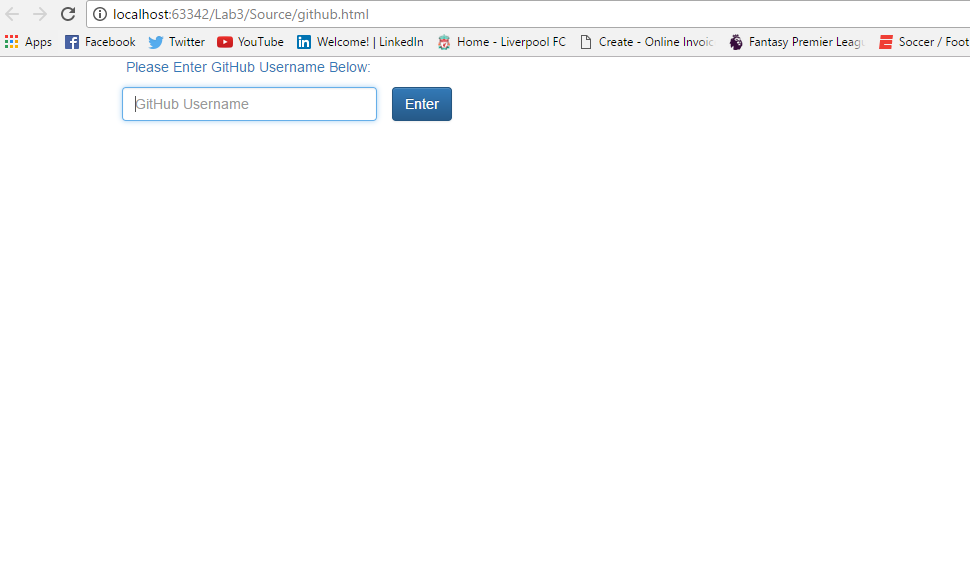 localhost:63342/Lab3/Source/github.html
Apps Facebook Twitter YouTube Welcome! | LinkedIn Home - Liverpool FC Create - Online Invoic Fantasy Premier Leag Soccer / Foot
Please Enter GitHub Username Below:
GitHub Username Enter